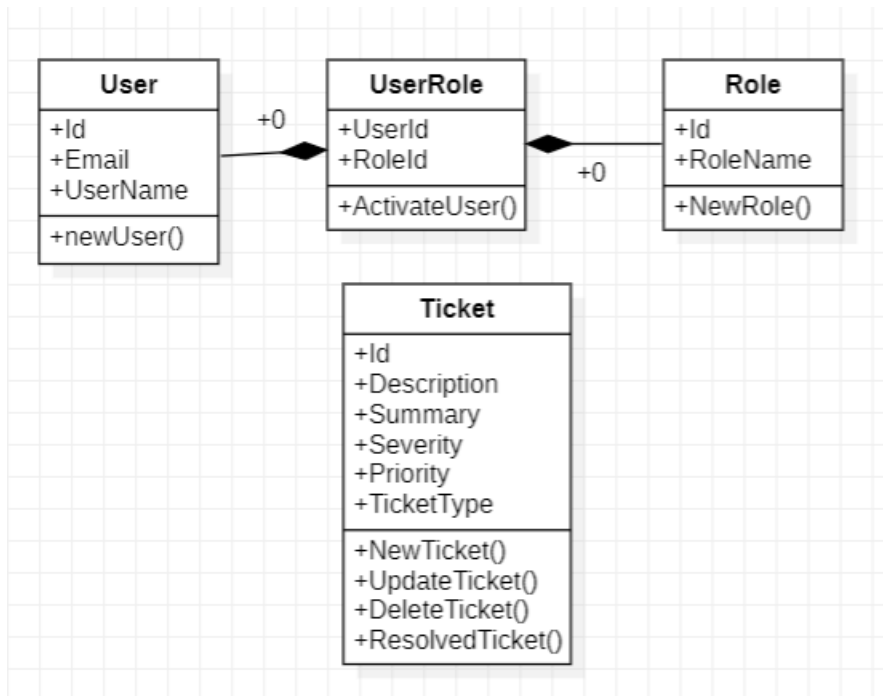 User
+Id
+Email
+UserName
+newUser()
+0
UserRole
+UserId
+RoleId
+ActivateUser()
+0
Role
+Id
+RoleName
+NewRole()
Ticket
+Id
+Description
+Summary
+Severity
+Priority
+TicketType
+NewTicket()
+UpdateTicket()
+DeleteTicket()
+ResolvedTicket()